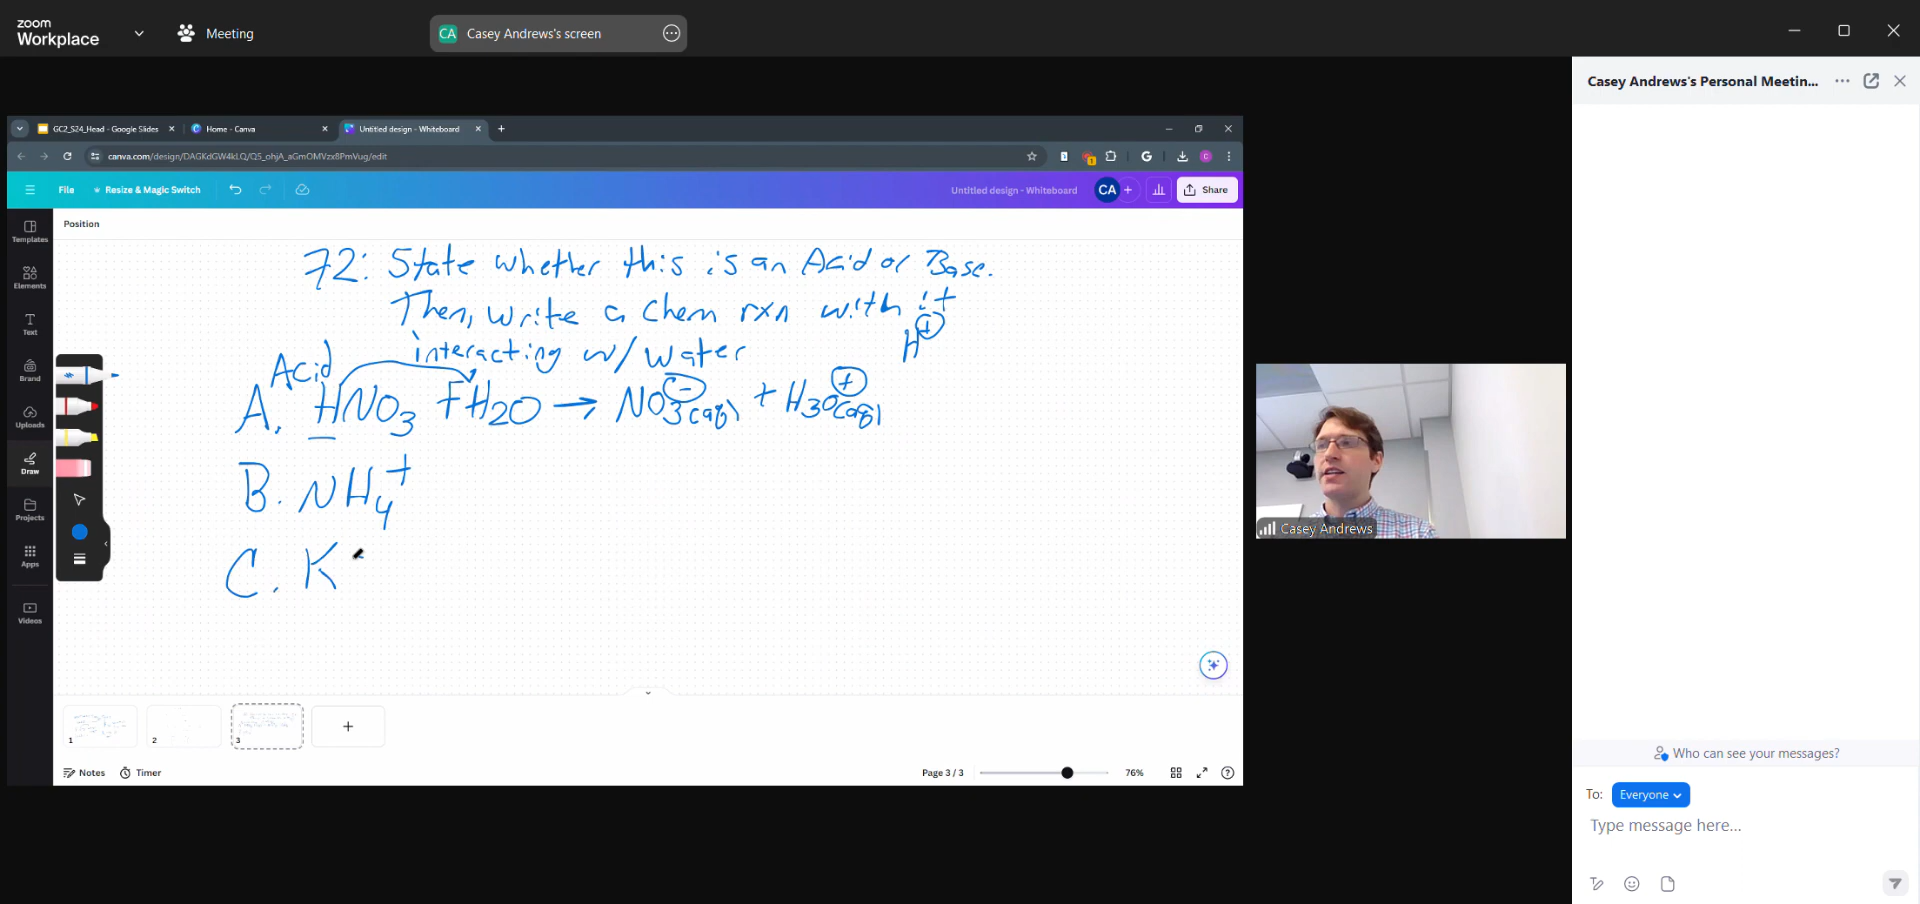 zoom
Workplace
Meeting
CA Casey Andrews's screen
Casey Andrews's Personal Meetin...
GC2_S24_Head - Google Slides
Home - Canva
Untitled design - Whiteboard
canva.com/design/DAGKdGW4kLQ/Q5_ohjA_aGmOMVzx8PmVug/edit
File
Resize & Magic Switch
Untitled design - Whiteboard
CA
Share
Position
Templates
Elements
Text
Brand
Uploads
Draw
Projects
Apps
Videos
72: State whether this is an Acid or Base.
Then, write a chem rxn with it
interacting w/ water
H+
Acid
A. HNO3 + H2O → NO3(aq)- + H3O(aq)+
B. NH4+
C. K
Casey Andrews
1
2
3
Notes
Timer
Page 3 / 3
76%
Who can see your messages?
To: Everyone
Type message here...